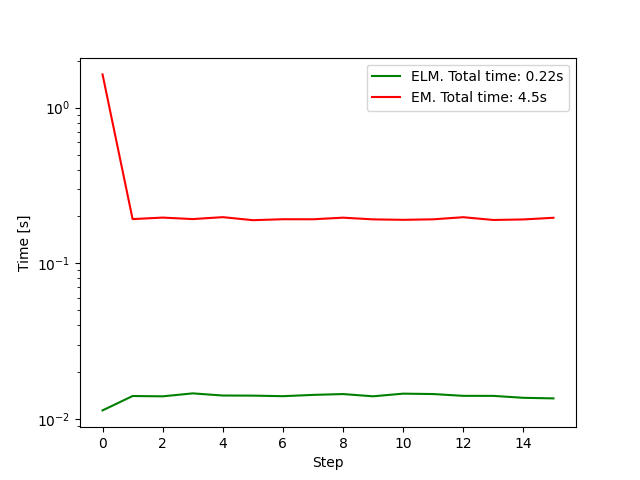 ELM. Total time: 0.22s
EM. Total time: 4.5s
10⁰
10⁻¹
10⁻²
Time [s]
0 2 4 6 8 10 12 14
Step